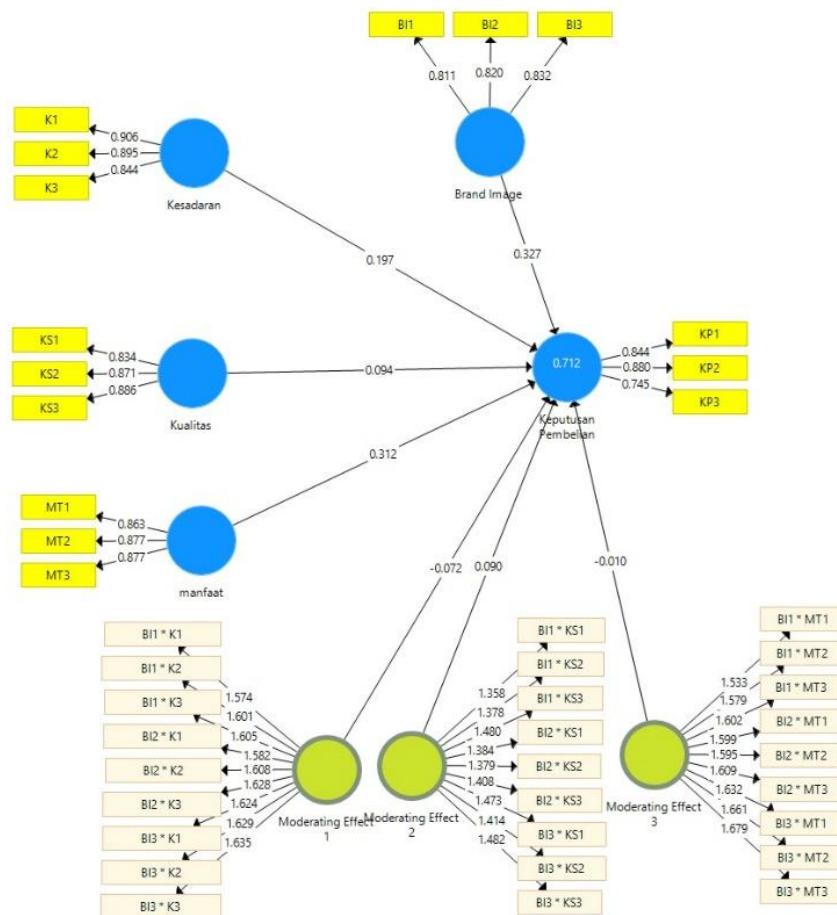 BI1
BI2
BI3
0.811
0.820
0.832
Brand Image
K1
K2
K3
0.906
0.895
0.844
Kesadaran
0.197
0.327
KS1
KS2
KS3
0.834
0.871
0.886
Kualitas
0.094
0.712
Keputusan
Pembelian
0.844
0.880
0.745
KP1
KP2
KP3
MT1
MT2
MT3
0.863
0.877
0.877
manfaat
0.312
-0.072
0.090
-0.010
BI1 * K1
BI1 * K2
BI1 * K3
BI2 * K1
BI2 * K2
BI2 * K3
BI3 * K1
BI3 * K2
BI3 * K3
1.574
1.601
1.605
1.582
1.608
1.628
1.624
1.629
1.635
Moderating Effect
1
BI1 * KS1
BI1 * KS2
BI1 * KS3
BI2 * KS1
BI2 * KS2
BI2 * KS3
BI3 * KS1
BI3 * KS2
BI3 * KS3
1.358
1.378
1.480
1.384
1.379
1.408
1.473
1.414
1.482
Moderating Effect
2
BI1 * MT1
BI1 * MT2
BI1 * MT3
BI2 * MT1
BI2 * MT2
BI2 * MT3
BI3 * MT1
BI3 * MT2
BI3 * MT3
1.533
1.579
1.602
1.599
1.595
1.609
1.632
1.661
1.679
Moderating Effect
3